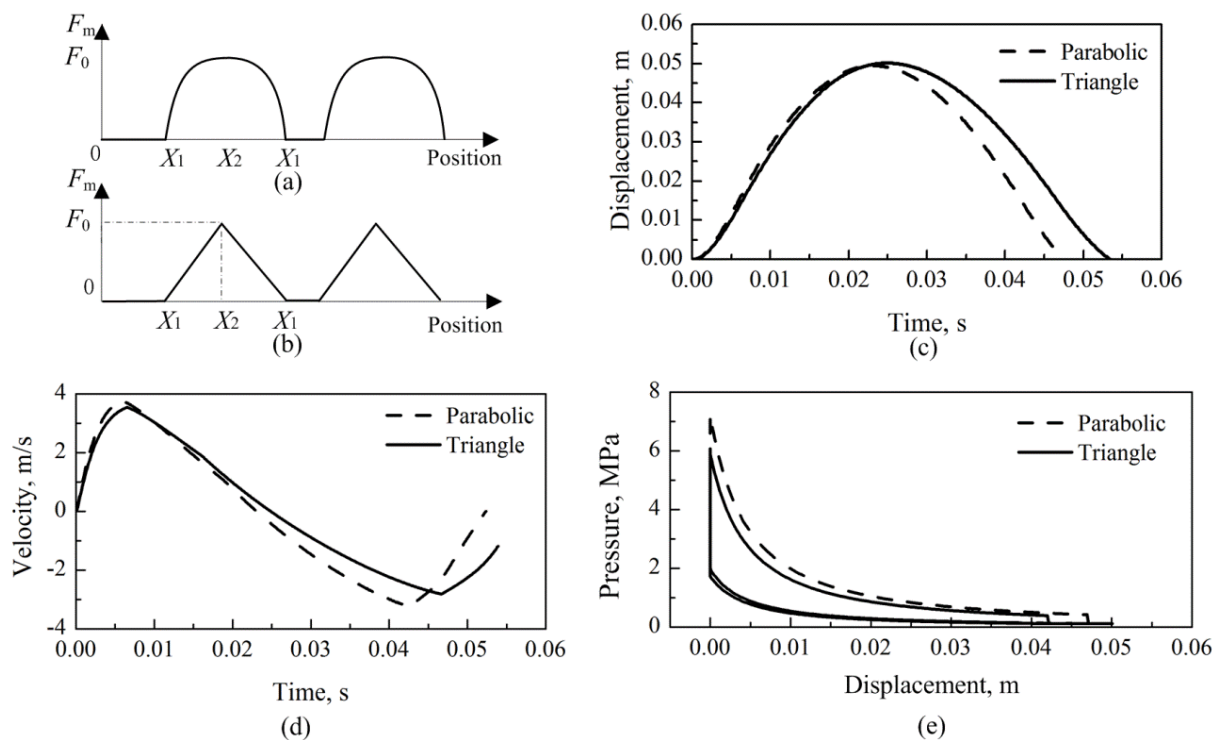 Fm
F0
0
X1 X2 X1 Position
(a)
Fm
F0
0
X1 X2 X1 Position
(b)
Displacement, m
0.05
0.05
0.04
0.03
0.02
0.01
0.00
0.00 0.01 0.02 0.03 0.04 0.05 0.06
Parabolic
Triangle
Time, s
(c)
Velocity, m/s
4
2
0
-2
-4
0.00 0.01 0.02 0.03 0.04 0.05 0.06
Parabolic
Triangle
Time, s
(d)
Pressure, MPa
8
6
4
2
0
0.00 0.01 0.02 0.03 0.04 0.05 0.06
Parabolic
Triangle
Displacement, m
(e)